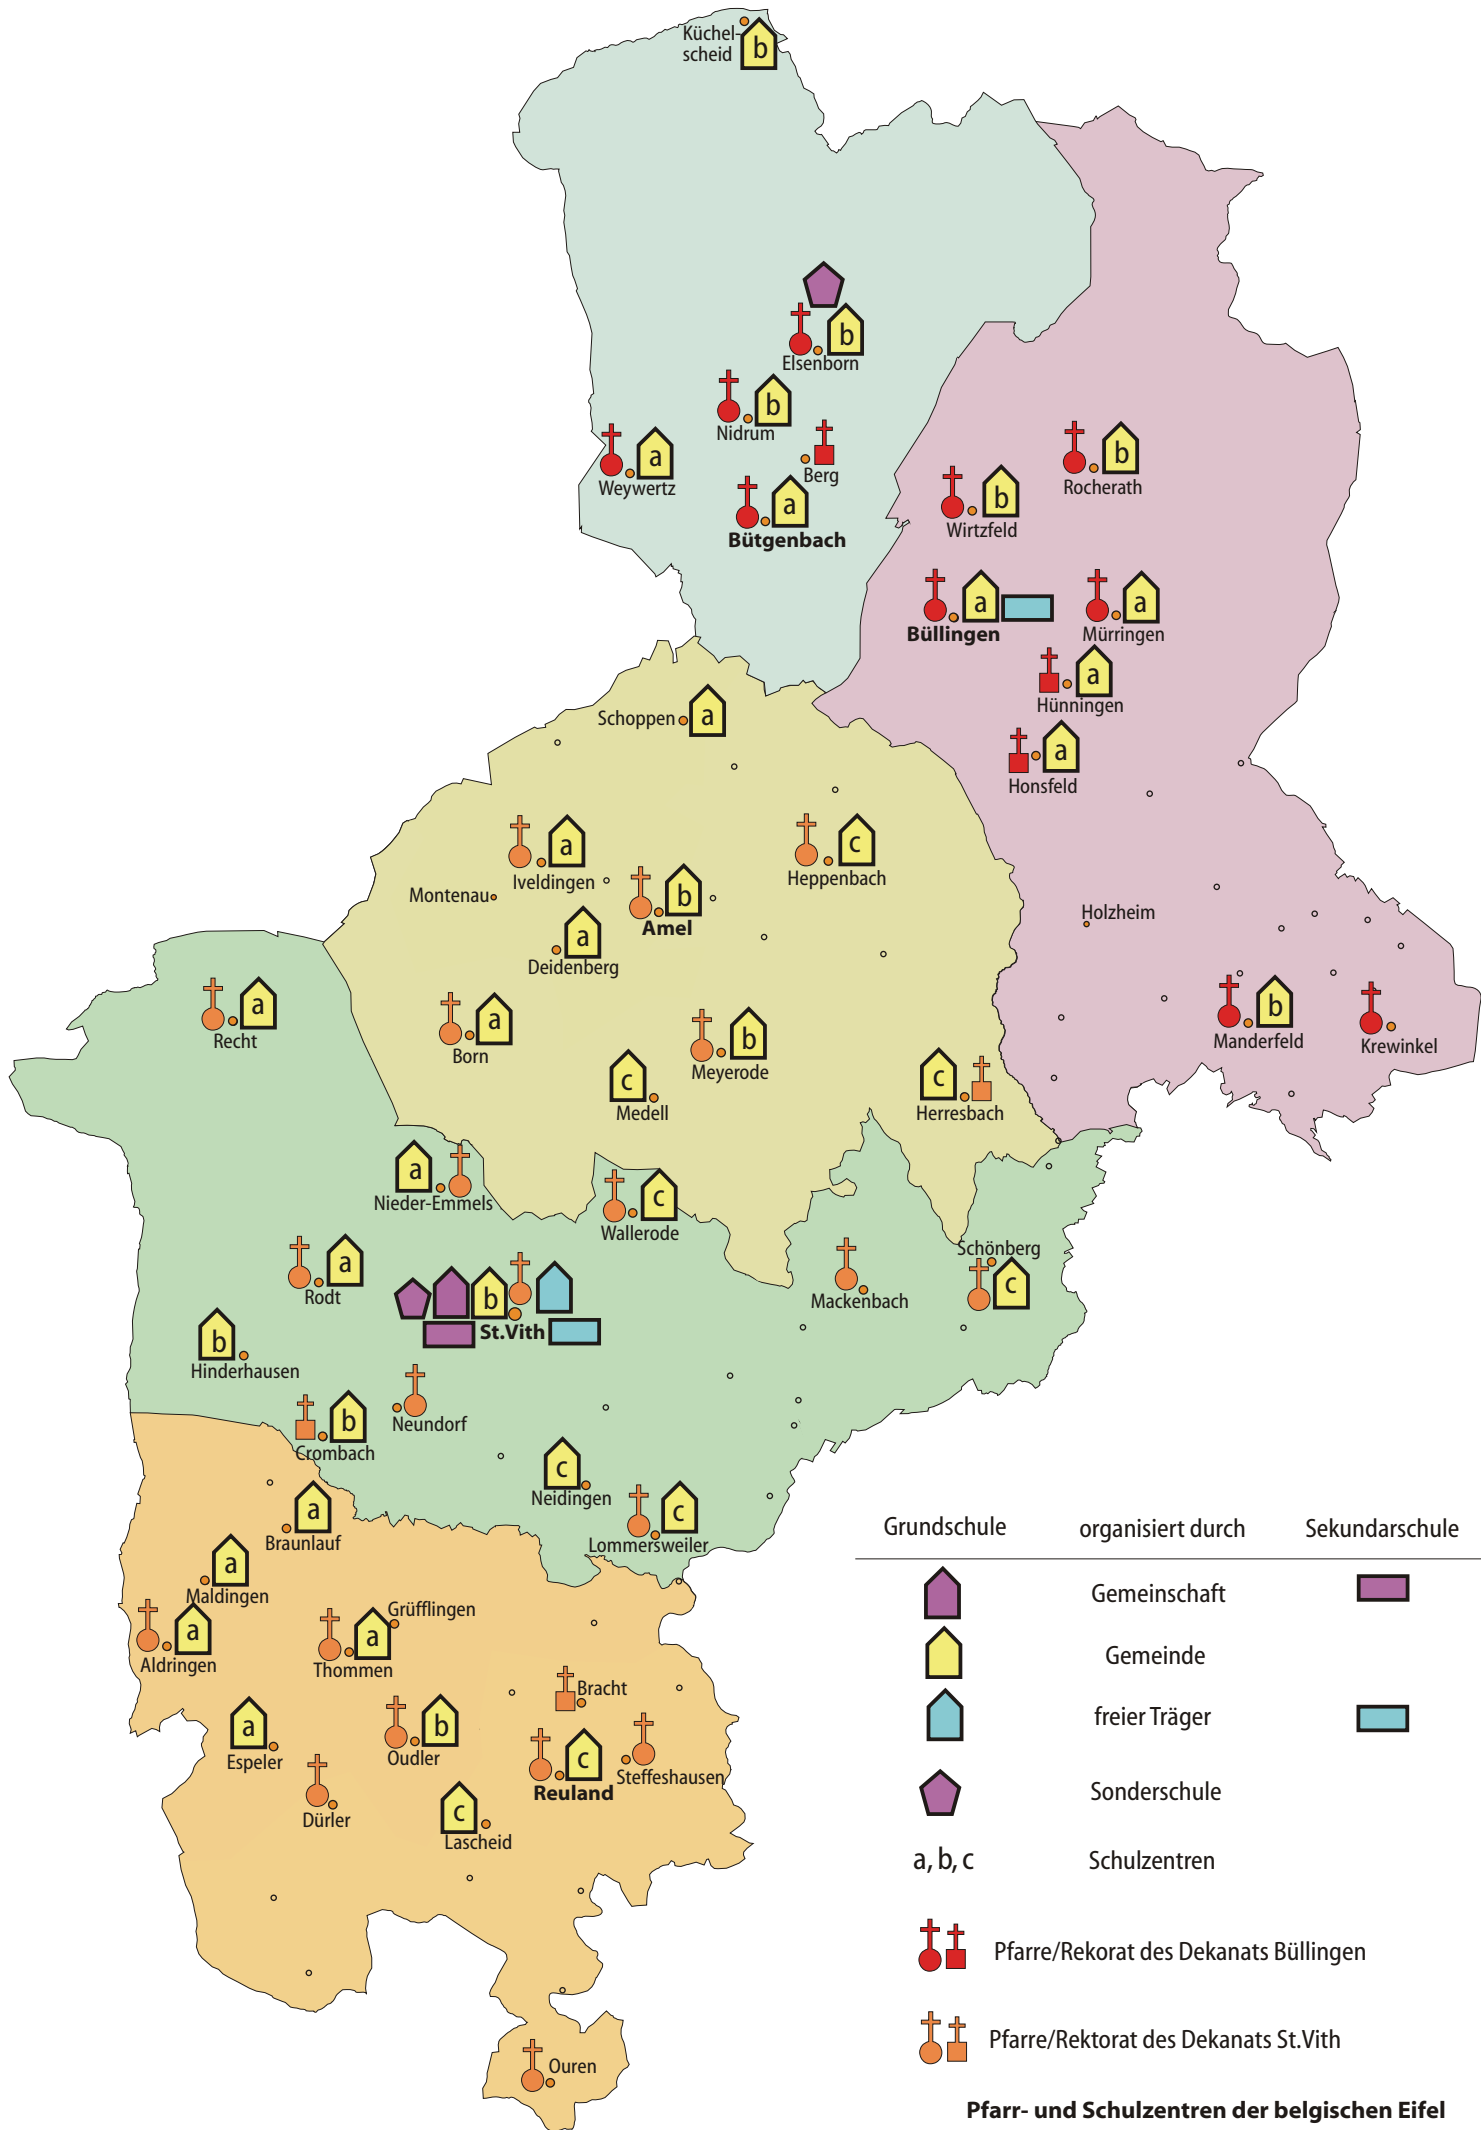 Küchel-
scheid
b
b
Elsenborn
b
Nidrum
a
Weywertz
Berg
a
Bütgenbach
b
Rocherath
b
Wirtzfeld
a
Büllingen
a
Mürringen
a
Hünningen
a
Honsfeld
Schoppen
a
a
Iveldingen
c
Heppenbach
Montenau
b
Amel
a
Deidenberg
Holzheim
a
Recht
a
Born
b
Meyerode
c
Medell
c
Herresbach
b
Manderfeld
Krewinkel
a
Nieder-Emmels
c
Wallerode
a
Rodt
Mackenbach
Schönberg
c
b
St.Vith
b
Hinderhausen
b
Crombach
Neundorf
c
Neidingen
c
Lommersweiler
a
Braunlauf
a
Maldingen
a
Aldringen
a
Grüfflingen
Thommen
Bracht
a
Espeler
b
Oudler
c
Reuland
Steffeshausen
Dürler
c
Lascheid
Ouren
Grundschule organisiert durch Sekundarschule
Gemeinschaft
Gemeinde
freier Träger
Sonderschule
a, b, c Schulzentren
Pfarre/Rekorat des Dekanats Büllingen
Pfarre/Rektorat des Dekanats St.Vith
Pfarr- und Schulzentren der belgischen Eifel